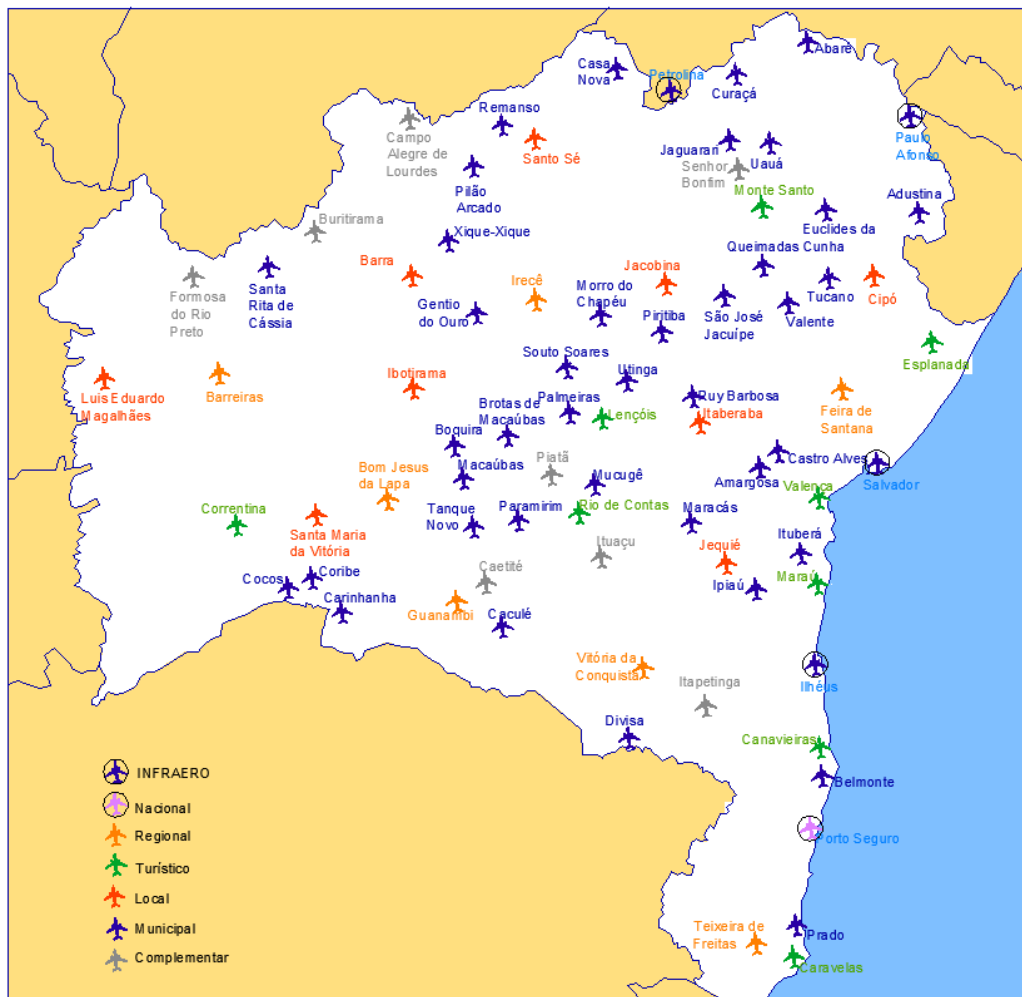 Abaré
Casa
Nova
Petrolina
Curaçá
Remanso
Campo
Alegre de
Lourdes
Santo Sé
Paulo
Afonso
Jaguarari
Uauá
Senhor
Bonfim
Pilão
Arcado
Monte Santo
Adustina
Buritirama
Xique-Xique
Euclides da
Cunha
Queimadas
Barra
Santa
Rita de
Cássia
Formosa
do Rio
Preto
Irecê
Jacobina
Morro do
Chapéu
Gentio
do Ouro
Piritiba
São José
Jacuípe
Valente
Tucano
Cipó
Souto Soares
Utinga
Esplanada
Luis Eduardo
Magalhães
Barreiras
Ibotirama
Palmeiras
Brotas de
Macaúbas
Lençóis
Ruy Barbosa
Itaberaba
Feira de
Santana
Boquira
Macaúbas
Piatã
Mucugê
Castro Alves
Amargosa
Salvador
Bom Jesus
da Lapa
Valença
Correntina
Santa Maria
da Vitória
Tanque
Novo
Paramirim
Rio de Contas
Maracás
Ituaçu
Ituberá
Jequié
Ipiaú
Maraú
Cocos
Coribe
Carinhanha
Caetité
Guanambi
Caculé
Vitória da
Conquista
Itapetinga
Ilhéus
Divisa
Canavieiras
Belmonte
Porto Seguro
Teixeira de
Freitas
Prado
Caravelas
INFRAERO
Nacional
Regional
Turístico
Local
Municipal
Complementar